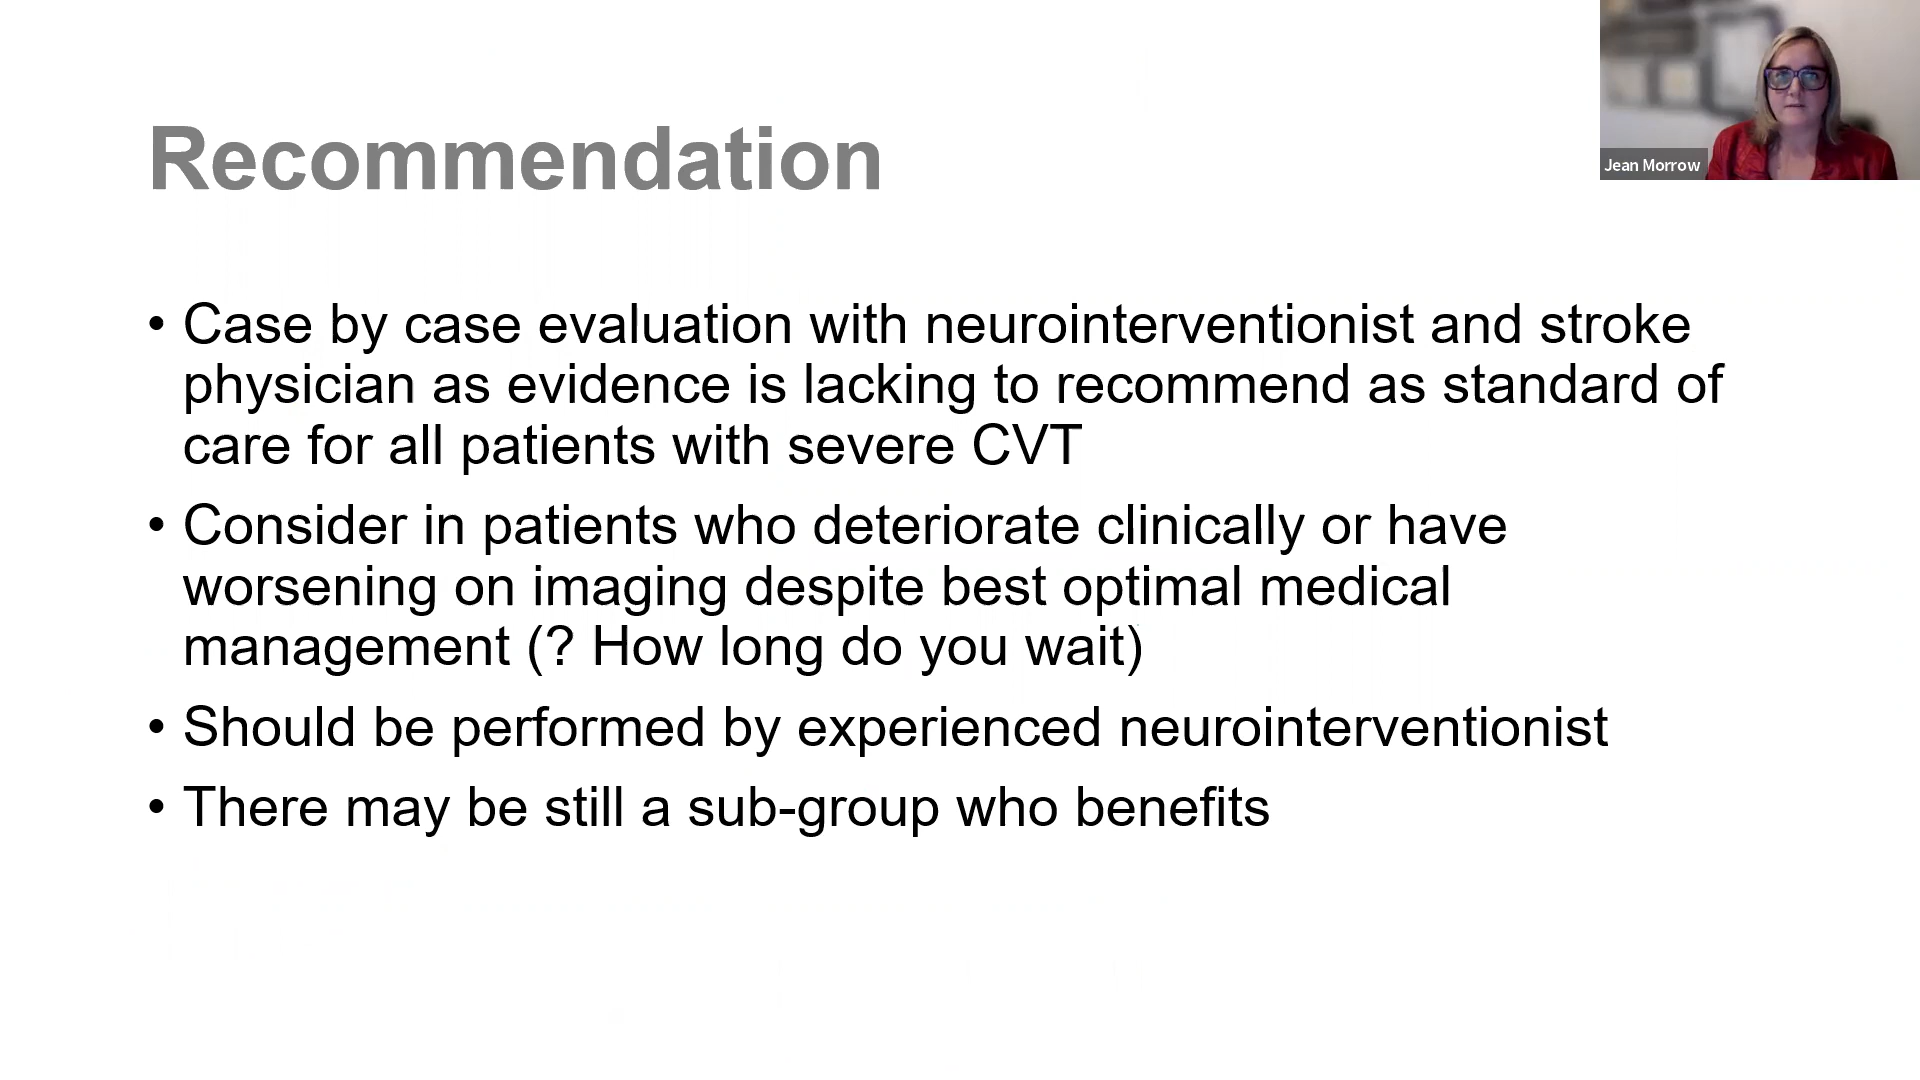 Jean Morrow
Recommendation
• Case by case evaluation with neurointerventionist and stroke
physician as evidence is lacking to recommend as standard of
care for all patients with severe CVT
• Consider in patients who deteriorate clinically or have
worsening on imaging despite best optimal medical
management (? How long do you wait)
• Should be performed by experienced neurointerventionist
• There may be still a sub-group who benefits